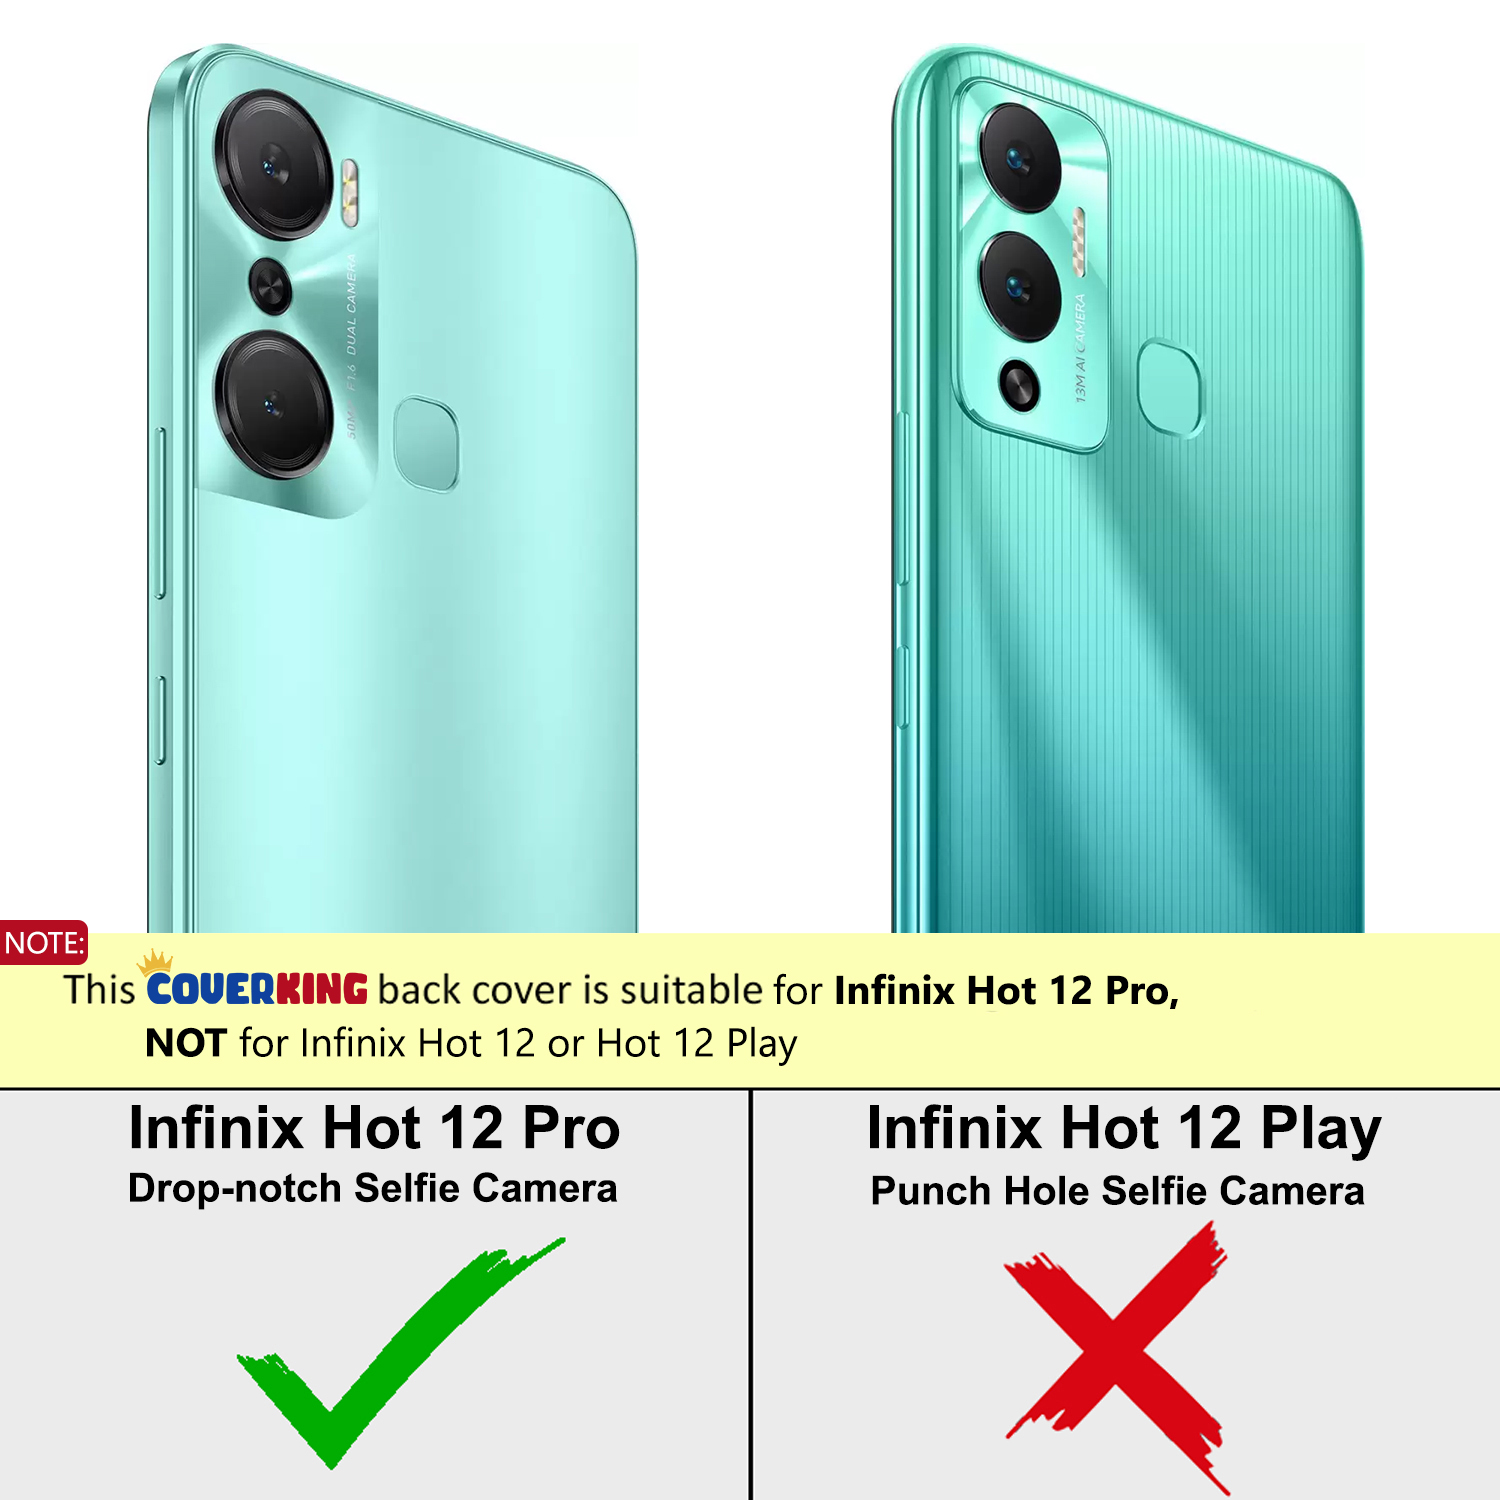 50MP F1.6 DUAL CAMERA
13M AI CAMERA
NOTE:
This COVERKING back cover is suitable for Infinix Hot 12 Pro,
NOT for Infinix Hot 12 or Hot 12 Play
Infinix Hot 12 Pro
Drop-notch Selfie Camera
Infinix Hot 12 Play
Punch Hole Selfie Camera